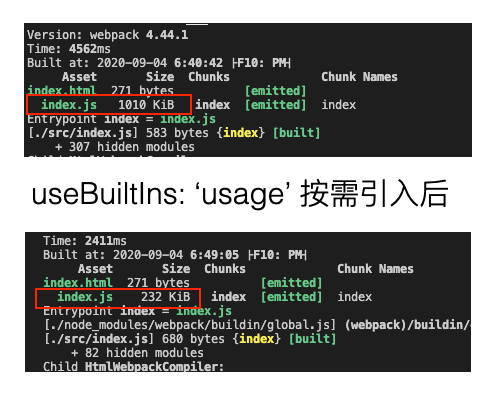 Version: webpack 4.44.1
Time: 4562ms
Built at: 2020-09-04 6:40:42 ├F10: PM┤
Asset Size Chunks Chunk Names
index.html 271 bytes [emitted]
index.js 1010 KiB index [emitted] index
Entrypoint index = index.js
[./src/index.js] 583 bytes {index} [built]
+ 307 hidden modules
useBuiltIns: ‘usage’ 按需引入后
Time: 2411ms
Built at: 2020-09-04 6:49:05 ├F10: PM┤
Asset Size Chunks Chunk Names
index.html 271 bytes [emitted]
index.js 232 KiB index [emitted] index
Entrypoint index = index.js
[./node_modules/webpack/buildin/global.js] (webpack)/buildin/
[./src/index.js] 680 bytes {index} [built]
+ 82 hidden modules
Child HtmlWebpackCompiler: